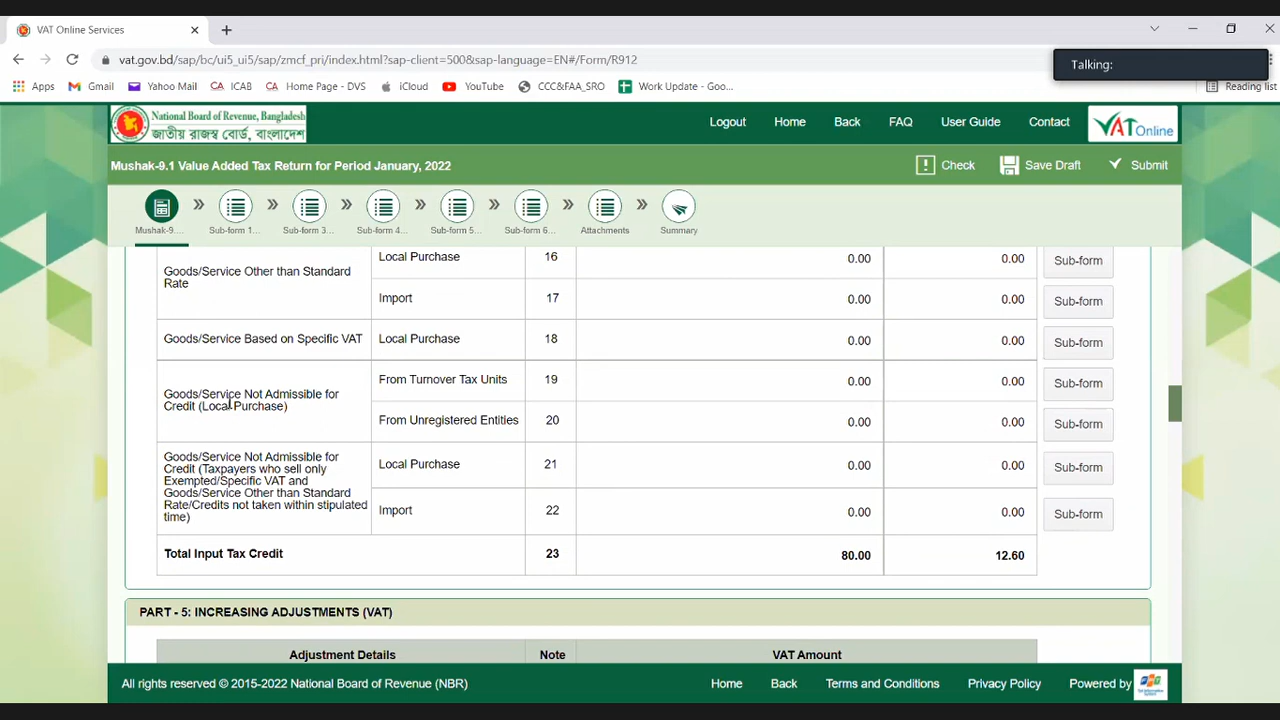 VAT Online Services
vat.gov.bd/sap/bc/ui5_ui5/sap/zmcf_pri/index.html?sap-client=500&sap-language=EN#/Form/R912
Talking:
Apps Gmail Yahoo Mail ICAB Home Page - DVS iCloud YouTube CCC&FAA_SRO Work Update - Goo... Reading list
National Board of Revenue, Bangladesh
জাতীয় রাজস্ব বোর্ড, বাংলাদেশ
Logout Home Back FAQ User Guide Contact
VAT Online
Mushak-9.1 Value Added Tax Return for Period January, 2022
Check Save Draft Submit
Mushak-9.... Sub-form 1... Sub-form 3... Sub-form 4... Sub-form 5... Sub-form 6... Attachments Summary
Goods/Service Other than Standard
Rate
Local Purchase 16 0.00 0.00 Sub-form
Import 17 0.00 0.00 Sub-form
Goods/Service Based on Specific VAT Local Purchase 18 0.00 0.00 Sub-form
Goods/Service Not Admissible for
Credit (Local Purchase)
From Turnover Tax Units 19 0.00 0.00 Sub-form
From Unregistered Entities 20 0.00 0.00 Sub-form
Goods/Service Not Admissible for
Credit (Taxpayers who sell only
Exempted/Specific VAT and
Goods/Service Other than Standard
Rate/Credits not taken within stipulated
time)
Local Purchase 21 0.00 0.00 Sub-form
Import 22 0.00 0.00 Sub-form
Total Input Tax Credit 23 80.00 12.60
PART - 5: INCREASING ADJUSTMENTS (VAT)
Adjustment Details Note VAT Amount
All rights reserved © 2015-2022 National Board of Revenue (NBR)
Home Back Terms and Conditions Privacy Policy Powered by
FPT